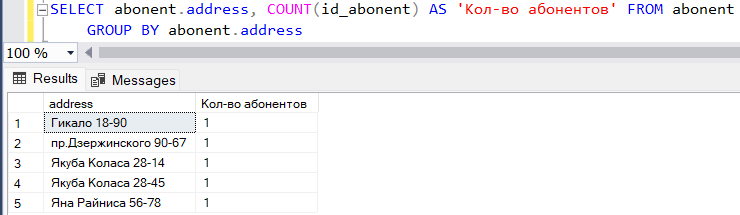 SELECT abonent.address, COUNT(id_abonent) AS 'Кол-во абонентов' FROM abonent
GROUP BY abonent.address
100 %
Results Messages
address Кол-во абонентов
1 Гикало 18-90 1
2 пр.Дзержинского 90-67 1
3 Якуба Коласа 28-14 1
4 Якуба Коласа 28-45 1
5 Яна Райниса 56-78 1